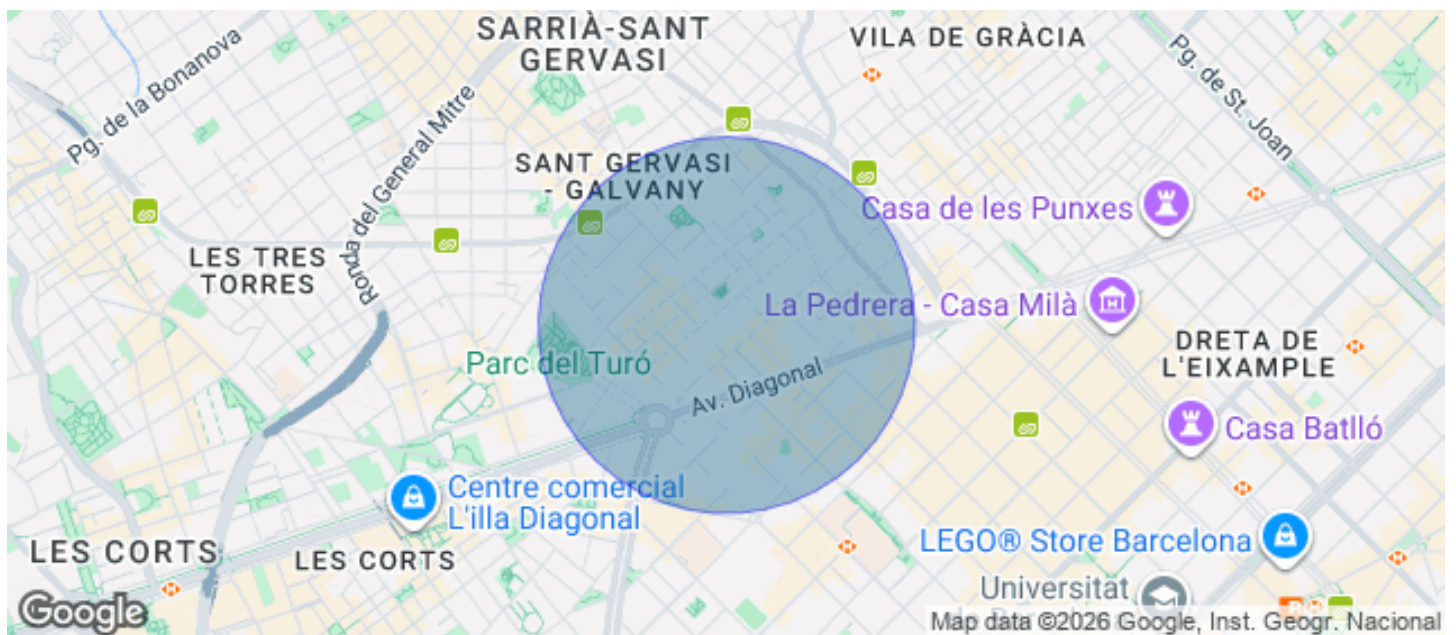 SARRIÀ-SANT
GERVASI
VILA DE GRÀCIA
Pg. de la Bonanova
Pg. de St. Joan
Ronda del General Mitre
SANT GERVASI
- GALVANY
Casa de les Punxes
LES TRES
TORRES
La Pedrera - Casa Milà
DRETA DE
L'EIXAMPLE
Parc del Turó
Av. Diagonal
Casa Batlló
Centre comercial
L'illa Diagonal
LES CORTS
LES CORTS
LEGO® Store Barcelona
Universitat
Google
Map data ©2026 Google, Inst. Geogr. Nacional